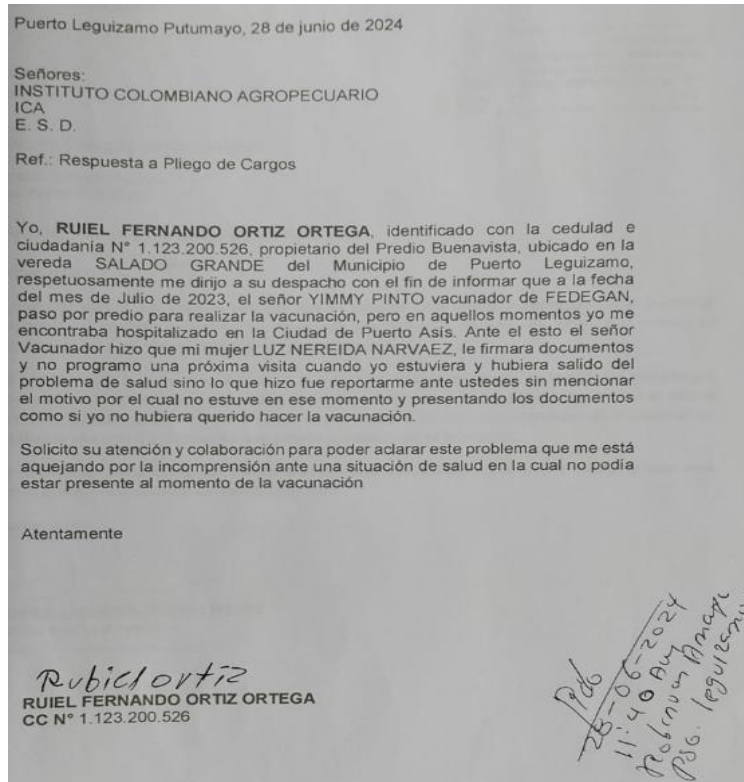 Puerto Leguizamo Putumayo, 28 de junio de 2024
Señores:
INSTITUTO COLOMBIANO AGROPECUARIO
ICA
E. S. D.
Ref.: Respuesta a Pliego de Cargos
Yo, RUIEL FERNANDO ORTIZ ORTEGA, identificado con la cedulad e
ciudadanía N° 1.123.200.526, propietario del Predio Buenavista, ubicado en la
vereda SALADO GRANDE del Municipio de Puerto Leguizamo,
respetuosamente me dirijo a su despacho con el fin de informar que a la fecha
del mes de Julio de 2023, el señor YIMMY PINTO vacunador de FEDEGAN,
paso por predio para realizar la vacunación, pero en aquellos momentos yo me
encontraba hospitalizado en la Ciudad de Puerto Asís. Ante el esto el señor
Vacunador hizo que mi mujer LUZ NEREIDA NARVAEZ, le firmara documentos
y no programo una próxima visita cuando yo estuviera y hubiera salido del
problema de salud sino lo que hizo fue reportarme ante ustedes sin mencionar
el motivo por el cual no estuve en ese momento y presentando los documentos
como si yo no hubiera querido hacer la vacunación.
Solicito su atención y colaboración para poder aclarar este problema que me está
aquejando por la incomprensión ante una situación de salud en la cual no podía
estar presente al momento de la vacunación
Atentamente
Rubiel ortiz
RUIEL FERNANDO ORTIZ ORTEGA
CC N° 1.123.200.526
28-06-2024
11:40 AM